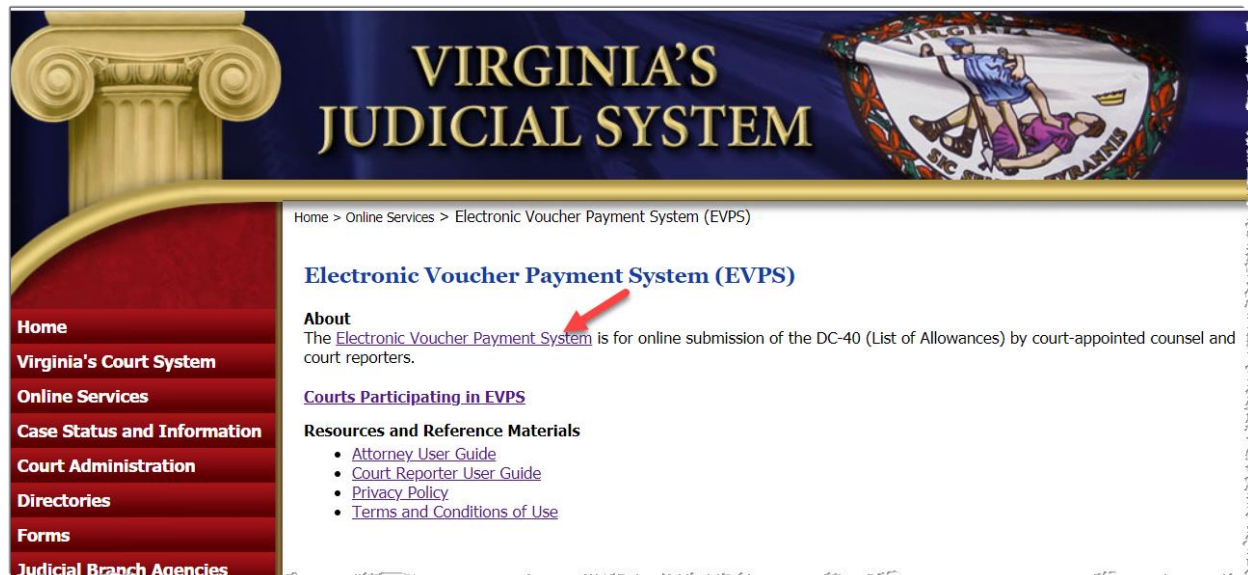 VIRGINIA'S
JUDICIAL SYSTEM
VIRGINIA
SIC SEMPER TYRANNIS
Home > Online Services > Electronic Voucher Payment System (EVPS)
Electronic Voucher Payment System (EVPS)
About
The Electronic Voucher Payment System is for online submission of the DC-40 (List of Allowances) by court-appointed counsel and
court reporters.
Courts Participating in EVPS
Resources and Reference Materials
• Attorney User Guide
• Court Reporter User Guide
• Privacy Policy
• Terms and Conditions of Use
Home
Virginia's Court System
Online Services
Case Status and Information
Court Administration
Directories
Forms
Judicial Branch Agencies